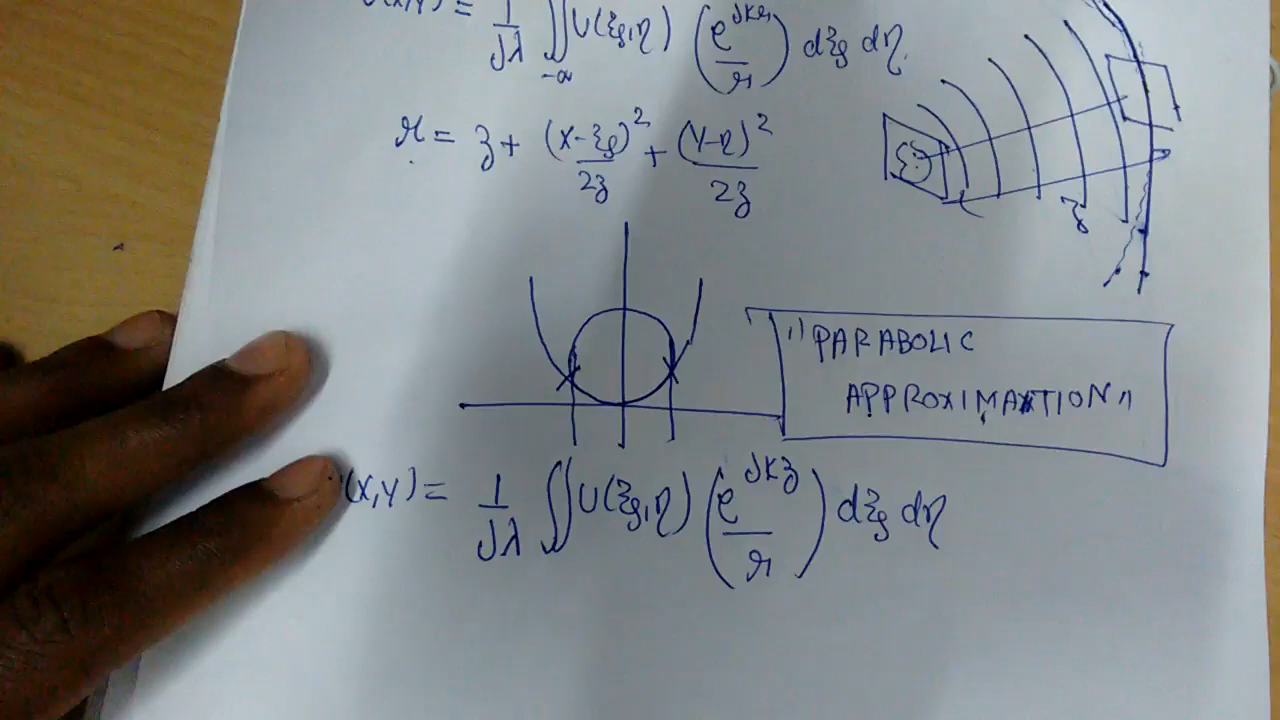 U(x,y) = 1/jλ ∬_{-∞} U(ξ,η) (e^{jkr}/r) dξ dη.
r = z + (x-ξ)²/2z + (y-η)²/2z
z
"PARABOLIC
APPROXIMATION"
(x,y) = 1/jλ ∬ U(ξ,η) (e^{jkz}/r) dξ dη